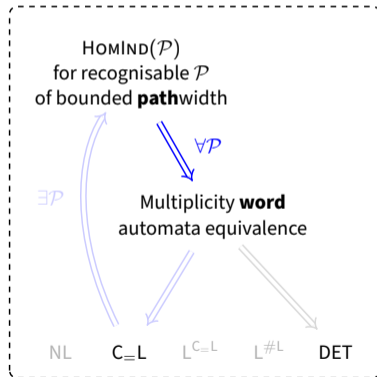 HomInd(𝒫)
for recognisable 𝒫
of bounded pathwidth
∀𝒫
∃𝒫
Multiplicity word
automata equivalence
NL C₌L L^C₌L L^#L DET